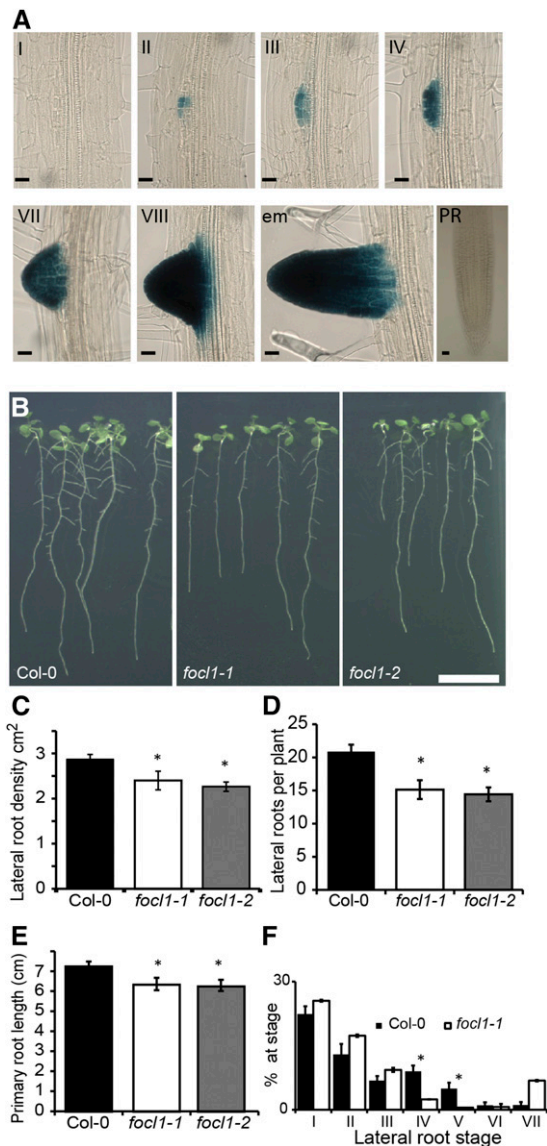 A
I
II
III
IV
VII
VIII
em
PR
B
Col-0
focl1-1
focl1-2
C
Lateral root density cm2
3
2
1
0
*
*
Col-0
focl1-1
focl1-2
D
Lateral roots per plant
25
20
15
10
5
0
*
*
Col-0
focl1-1
focl1-2
E
Primary root length (cm)
7
6
5
4
3
2
1
0
*
*
Col-0
focl1-1
focl1-2
F
% at stage
30
0
Col-0
focl1-1
*
*
I
II
III
IV
V
VI
VII
Lateral root stage